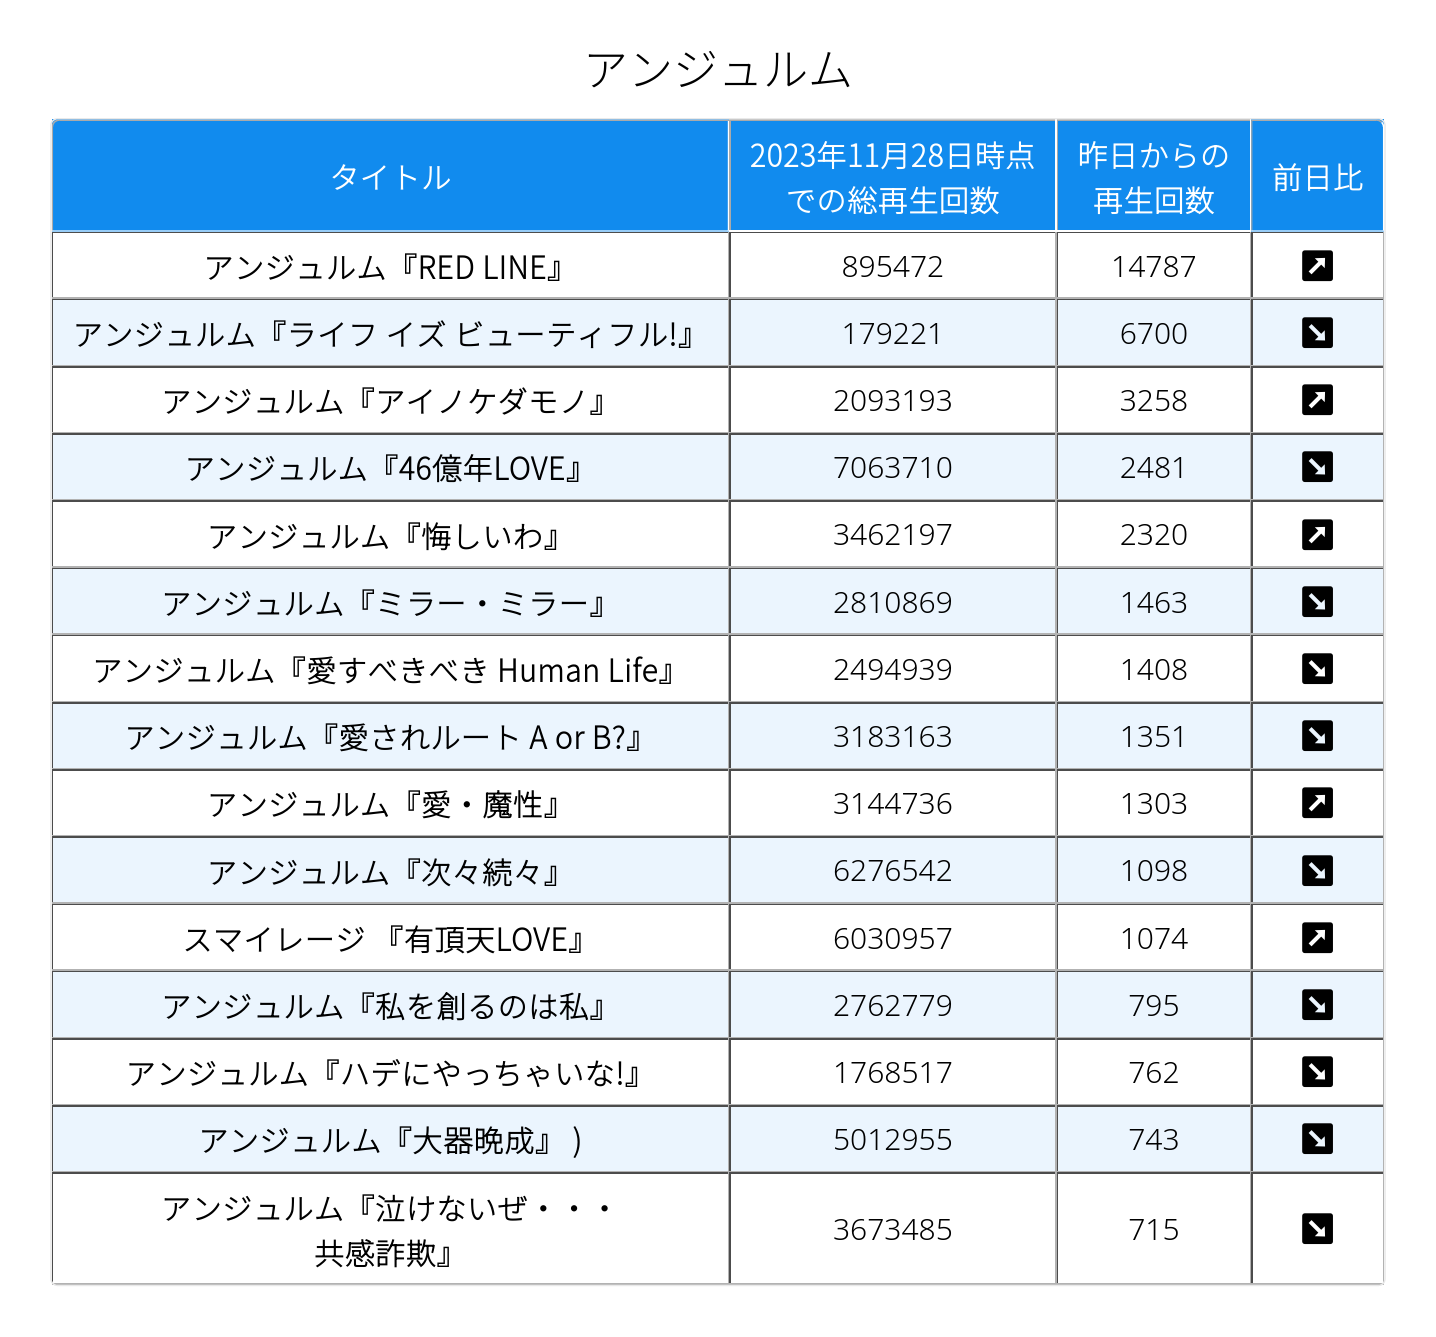 アンジュルム
タイトル
2023年11月28日時点
での総再生回数
昨日からの
再生回数
前日比
アンジュルム『RED LINE』 895472 14787 ↗
アンジュルム『ライフ イズ ビューティフル!』 179221 6700 ↘
アンジュルム『アイノケダモノ』 2093193 3258 ↗
アンジュルム『46億年LOVE』 7063710 2481 ↘
アンジュルム『悔しいわ』 3462197 2320 ↗
アンジュルム『ミラー・ミラー』 2810869 1463 ↘
アンジュルム『愛すべきべき Human Life』 2494939 1408 ↘
アンジュルム『愛されルート A or B?』 3183163 1351 ↘
アンジュルム『愛・魔性』 3144736 1303 ↗
アンジュルム『次々続々』 6276542 1098 ↘
スマイレージ 『有頂天LOVE』 6030957 1074 ↗
アンジュルム『私を創るのは私』 2762779 795 ↘
アンジュルム『ハデにやっちゃいな!』 1768517 762 ↘
アンジュルム『大器晩成』 ) 5012955 743 ↘
アンジュルム『泣けないぜ・・・
共感詐欺』 3673485 715 ↘